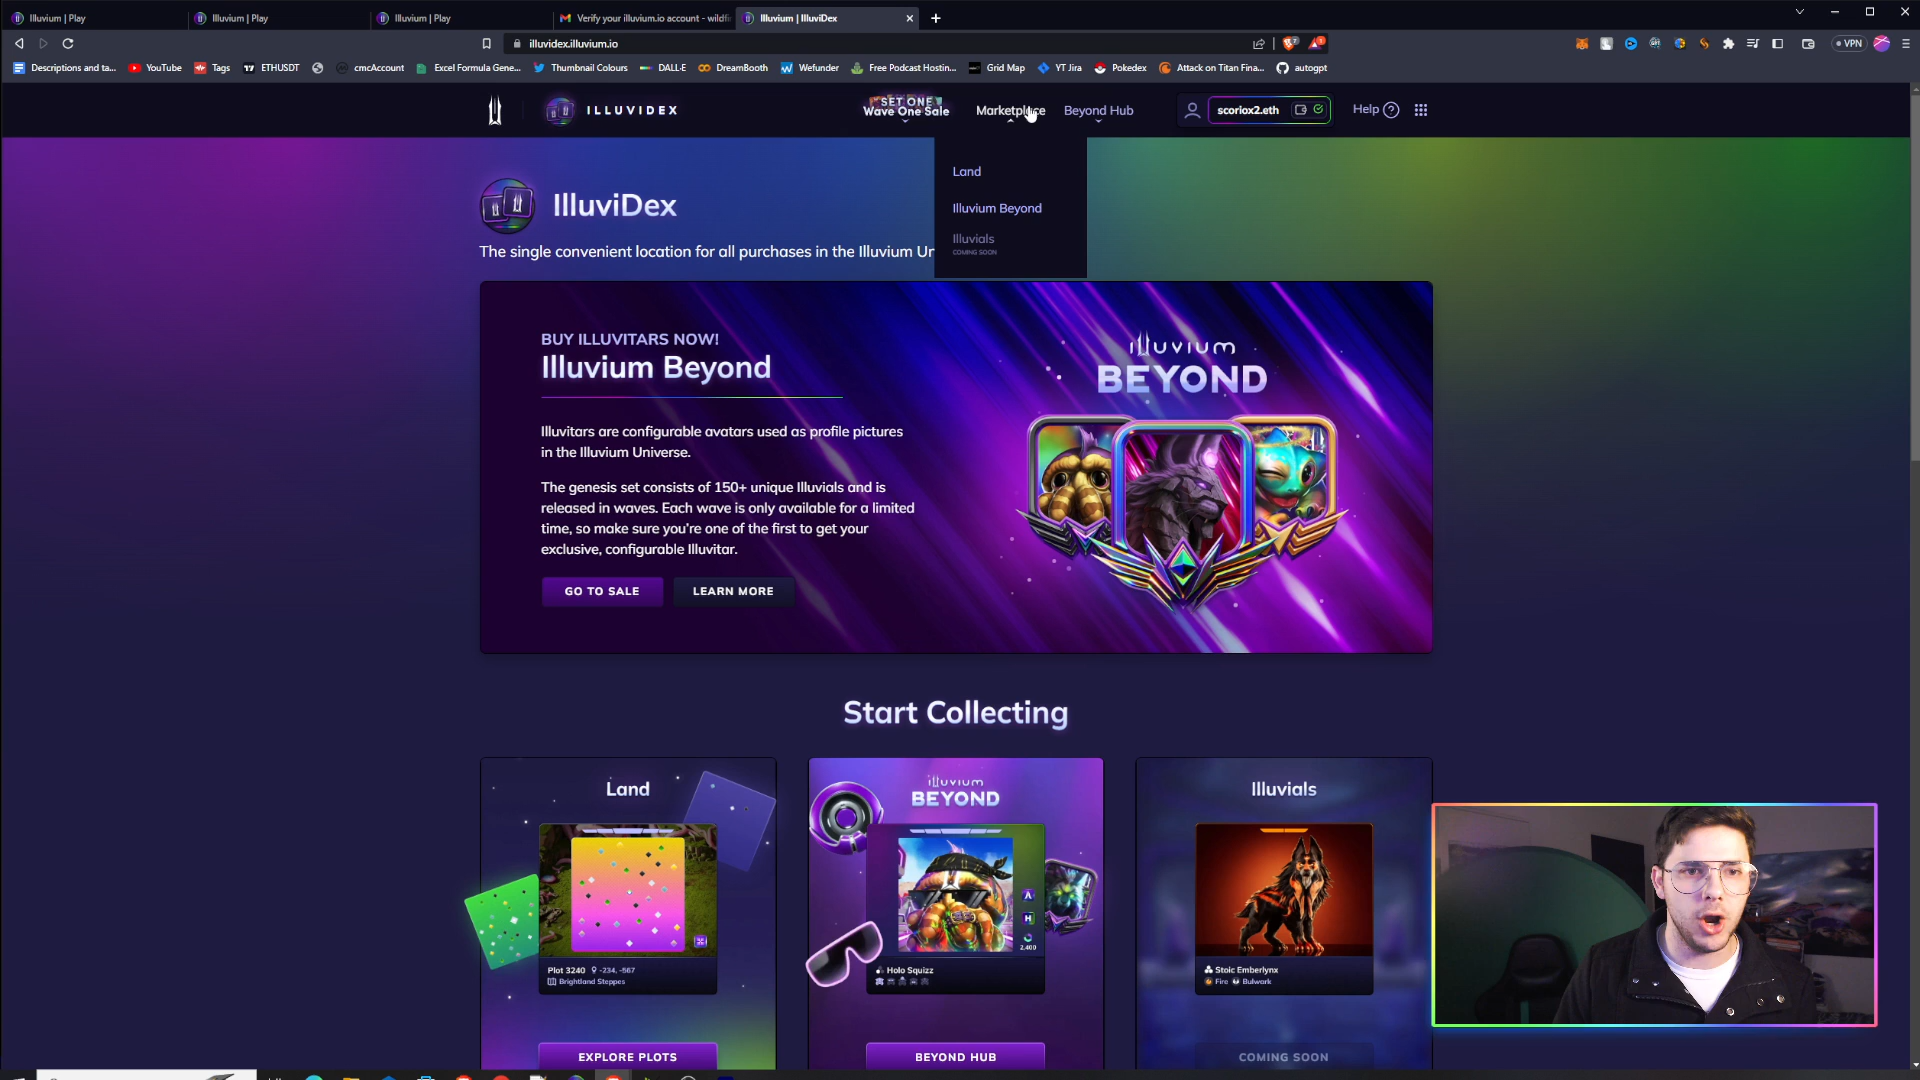 Illuvium | Play
Illuvium | Play
Illuvium | Play
Verify your illuvium.io account - wildfi
Illuvium | IlluviDex
illuvidex.illuvium.io
VPN
Descriptions and ta...
YouTube
Tags
ETHUSDT
cmcAccount
Excel Formula Gene...
Thumbnail Colours
DALL·E
DreamBooth
Wefunder
Free Podcast Hostin...
Grid Map
YT Jira
Pokedex
Attack on Titan Fina...
autogpt
ILLUVIDEX
SET ONE
Wave One Sale
Marketplace
Beyond Hub
scoriox2.eth
Help
Land
Illuvium Beyond
Illuvials
COMING SOON
IlluviDex
The single convenient location for all purchases in the Illuvium Ur
BUY ILLUVITARS NOW!
Illuvium Beyond
Illuvitars are configurable avatars used as profile pictures
in the Illuvium Universe.
The genesis set consists of 150+ unique Illuvials and is
released in waves. Each wave is only available for a limited
time, so make sure you're one of the first to get your
exclusive, configurable Illuvitar.
GO TO SALE
LEARN MORE
illuvium
BEYOND
Start Collecting
Land
Plot 3240
-234, -567
Brightland Steppes
EXPLORE PLOTS
illuvium
BEYOND
A
H
2,400
Holo Squizz
BEYOND HUB
Illuvials
Stoic Emberlynx
Fire
Bulwark
COMING SOON